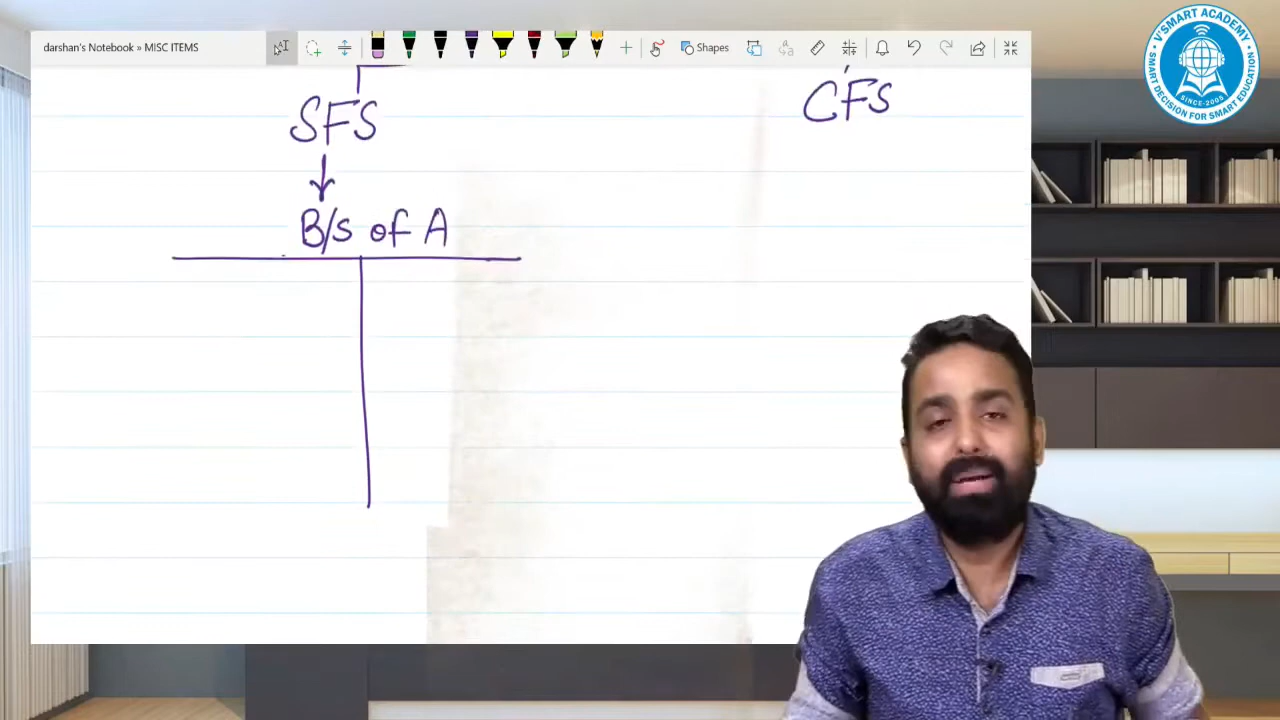 darshan's Notebook » MISC ITEMS
Shapes
V'SMART ACADEMY
SINCE-2005
SMART DECISION FOR SMART EDUCATION
SFS
CFS
B/s of A